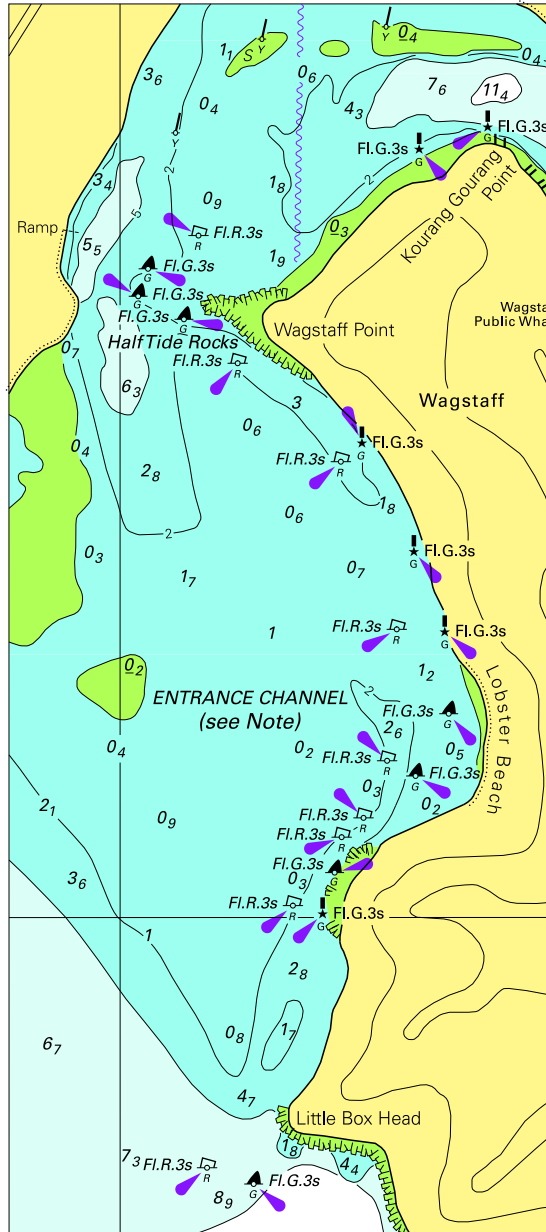 0₄
Y
1₁
S
Y
0₄
3₆
0₆
7₆
11₄
0₄
4₃
Fl.G.3s
G
Fl.G.3s
G
Y
2
3₄
1₈
2
Kourang Gourang
Point
0₉
5
0₃
Ramp
Fl.R.3s
R
5₅
1₉
Fl.G.3s
G
Fl.G.3s
G
Fl.G.3s
G
Wagsta
Public Wha
Wagstaff Point
Half Tide Rocks
0₇
Fl.R.3s
R
6₃
3
Wagstaff
0₆
0₄
Fl.G.3s
G
Fl.R.3s
R
2₈
1₈
0₆
2
0₃
Fl.G.3s
G
1₇
0₇
Fl.R.3s
R
1
Fl.G.3s
G
0₂
1₂
Lobster Beach
ENTRANCE CHANNEL
(see Note)
2
Fl.G.3s
G
2₆
0₄
0₂
0₅
Fl.R.3s
R
Fl.G.3s
G
0₃
2₁
0₂
0₉
Fl.R.3s
R
Fl.R.3s
R
Fl.G.3s
G
3₆
0₃
Fl.R.3s
R
Fl.G.3s
G
1
2₈
0₈
1₇
6₇
4₇
Little Box Head
1₈
7₃
Fl.R.3s
R
4₄
8₉
Fl.G.3s
G